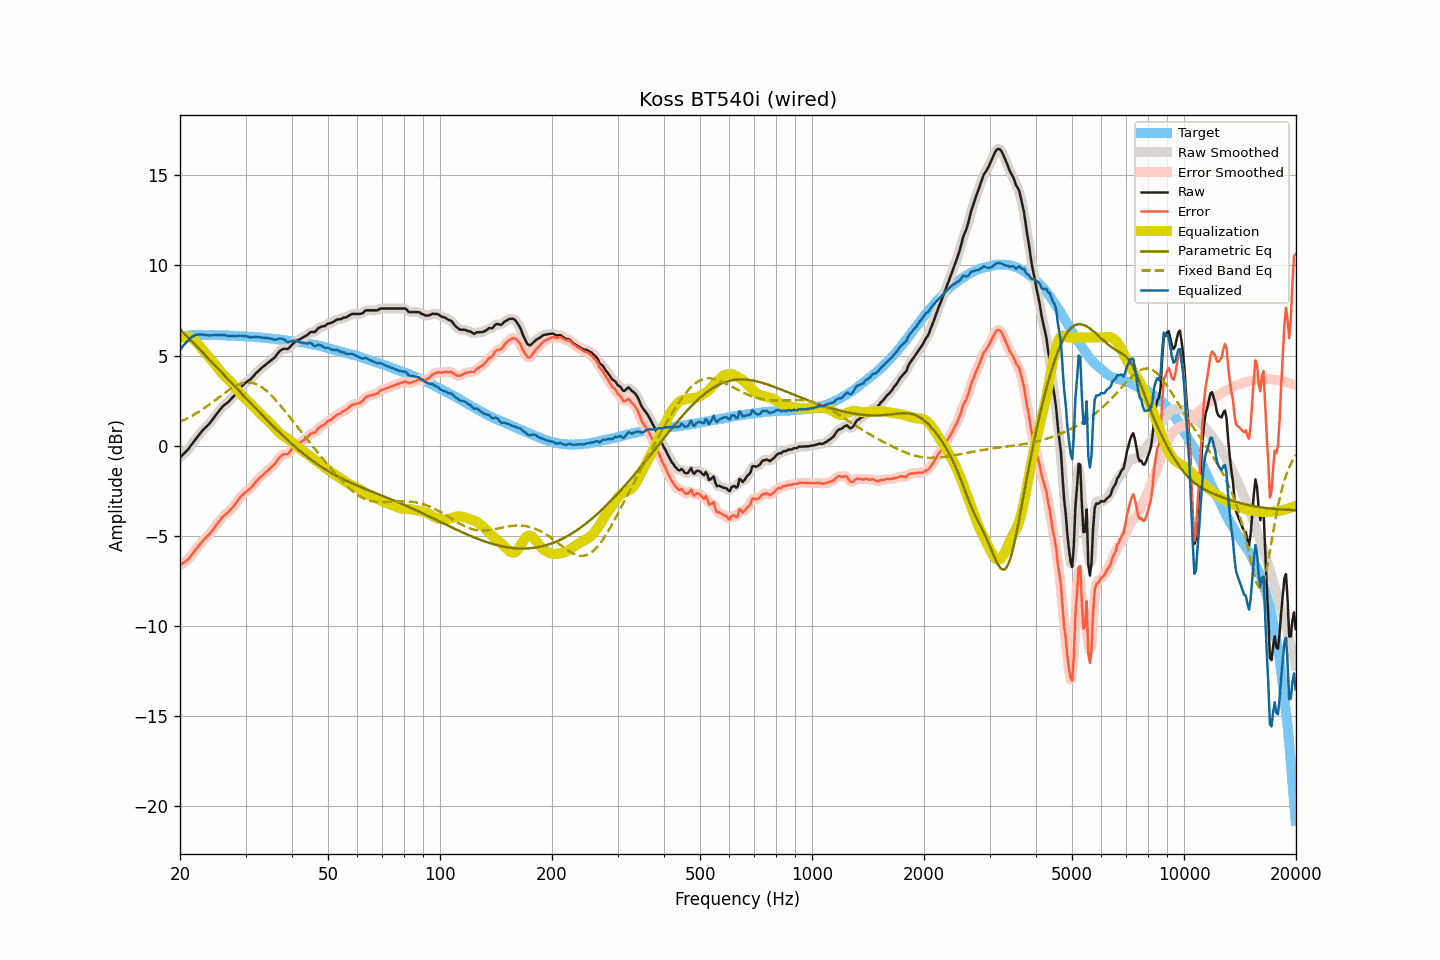 Koss BT540i (wired)
Target
Raw Smoothed
Error Smoothed
Raw
Error
Equalization
Parametric Eq
Fixed Band Eq
Equalized
Amplitude (dBr)
15
10
5
0
−5
−10
−15
−20
20 50 100 200 500 1000 2000 5000 10000 20000
Frequency (Hz)